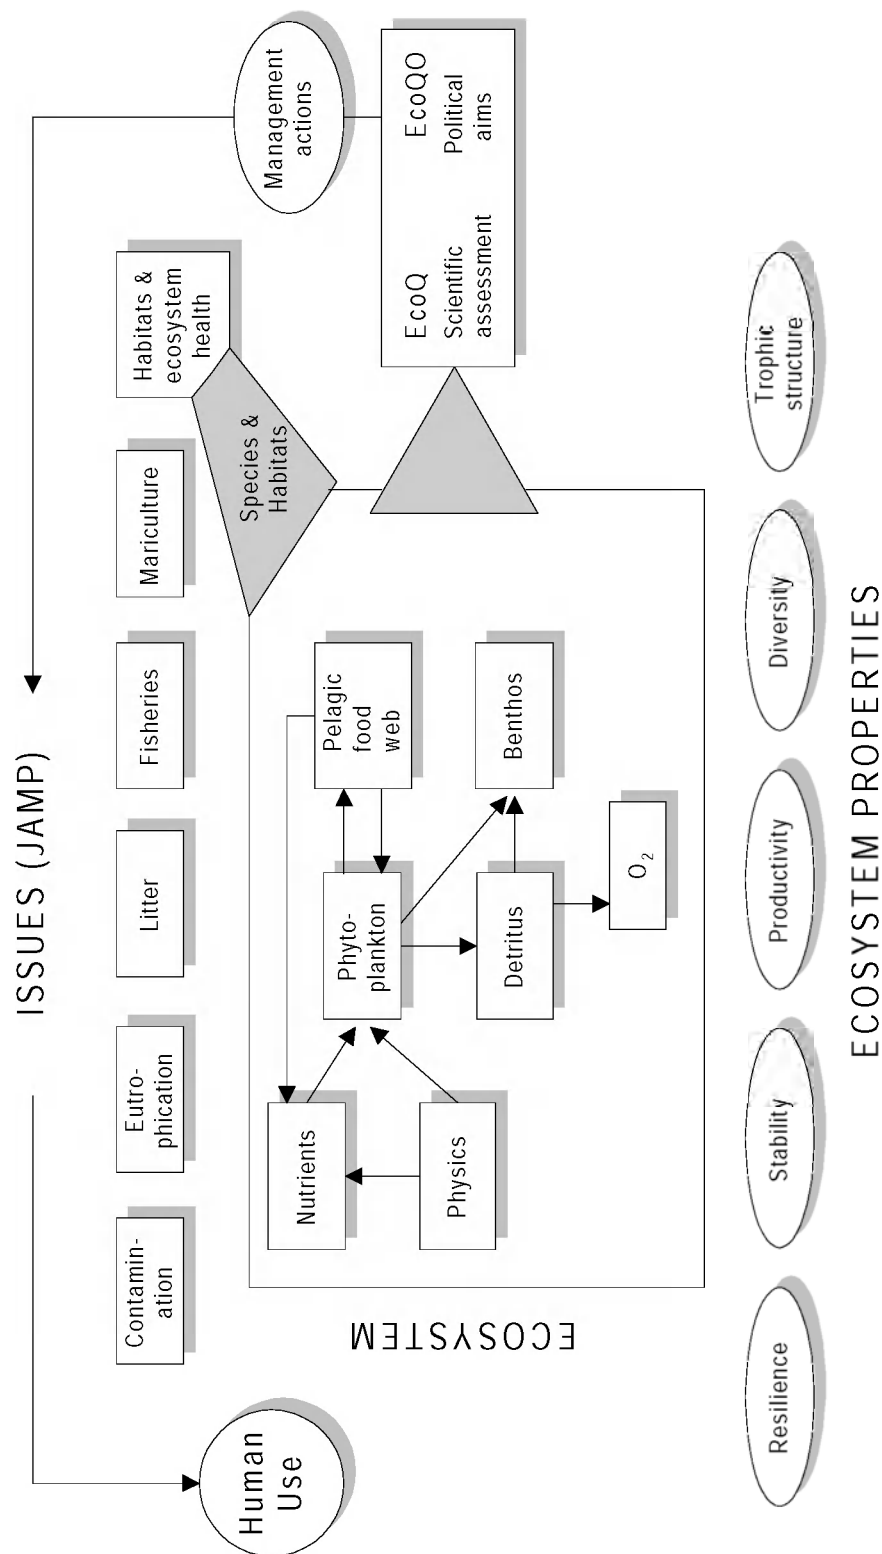 ISSUES (JAMP)
Human
Use
Contamin-
ation
Eutro-
phication
Litter
Fisheries
Mariculture
Habitats &
ecosystem
health
Species &
Habitats
Management
actions
ECOSYSTEM
Nutrients
Physics
Phyto-
plankton
Pelagic
food
web
Detritus
Benthos
O₂
EcoQ
Scientific
assessment
EcoQO
Political
aims
Resilience
Stability
Productivity
Diversity
Trophic
structure
ECOSYSTEM PROPERTIES